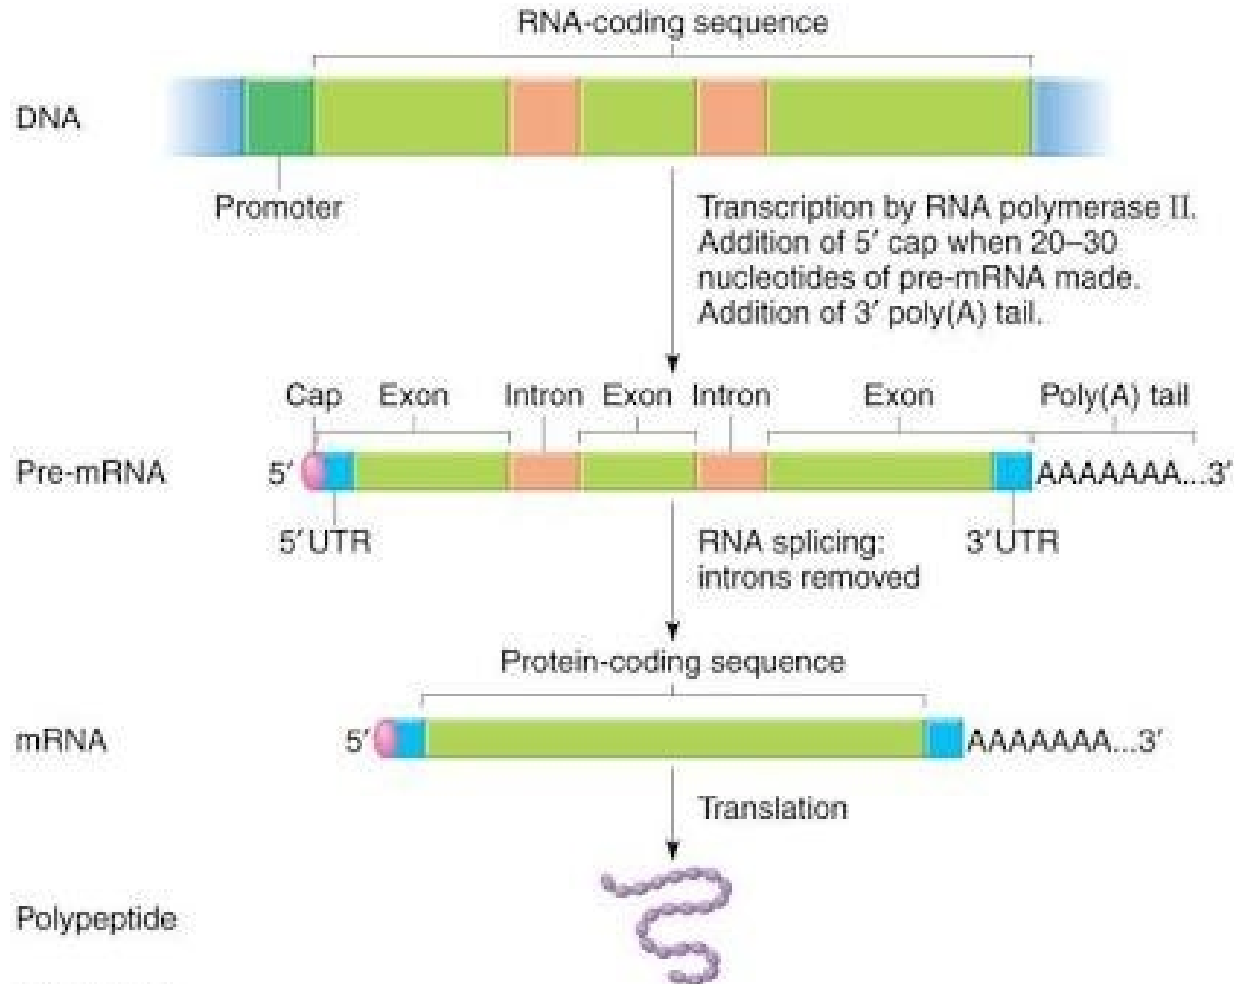 RNA-coding sequence
DNA
Promoter
Transcription by RNA polymerase II.
Addition of 5′ cap when 20–30
nucleotides of pre-mRNA made.
Addition of 3′ poly(A) tail.
Cap Exon Intron Exon Intron Exon Poly(A) tail
Pre-mRNA 5′ AAAAAAA...3′
5′UTR 3′UTR
RNA splicing:
introns removed
Protein-coding sequence
mRNA 5′ AAAAAAA...3′
Translation
Polypeptide